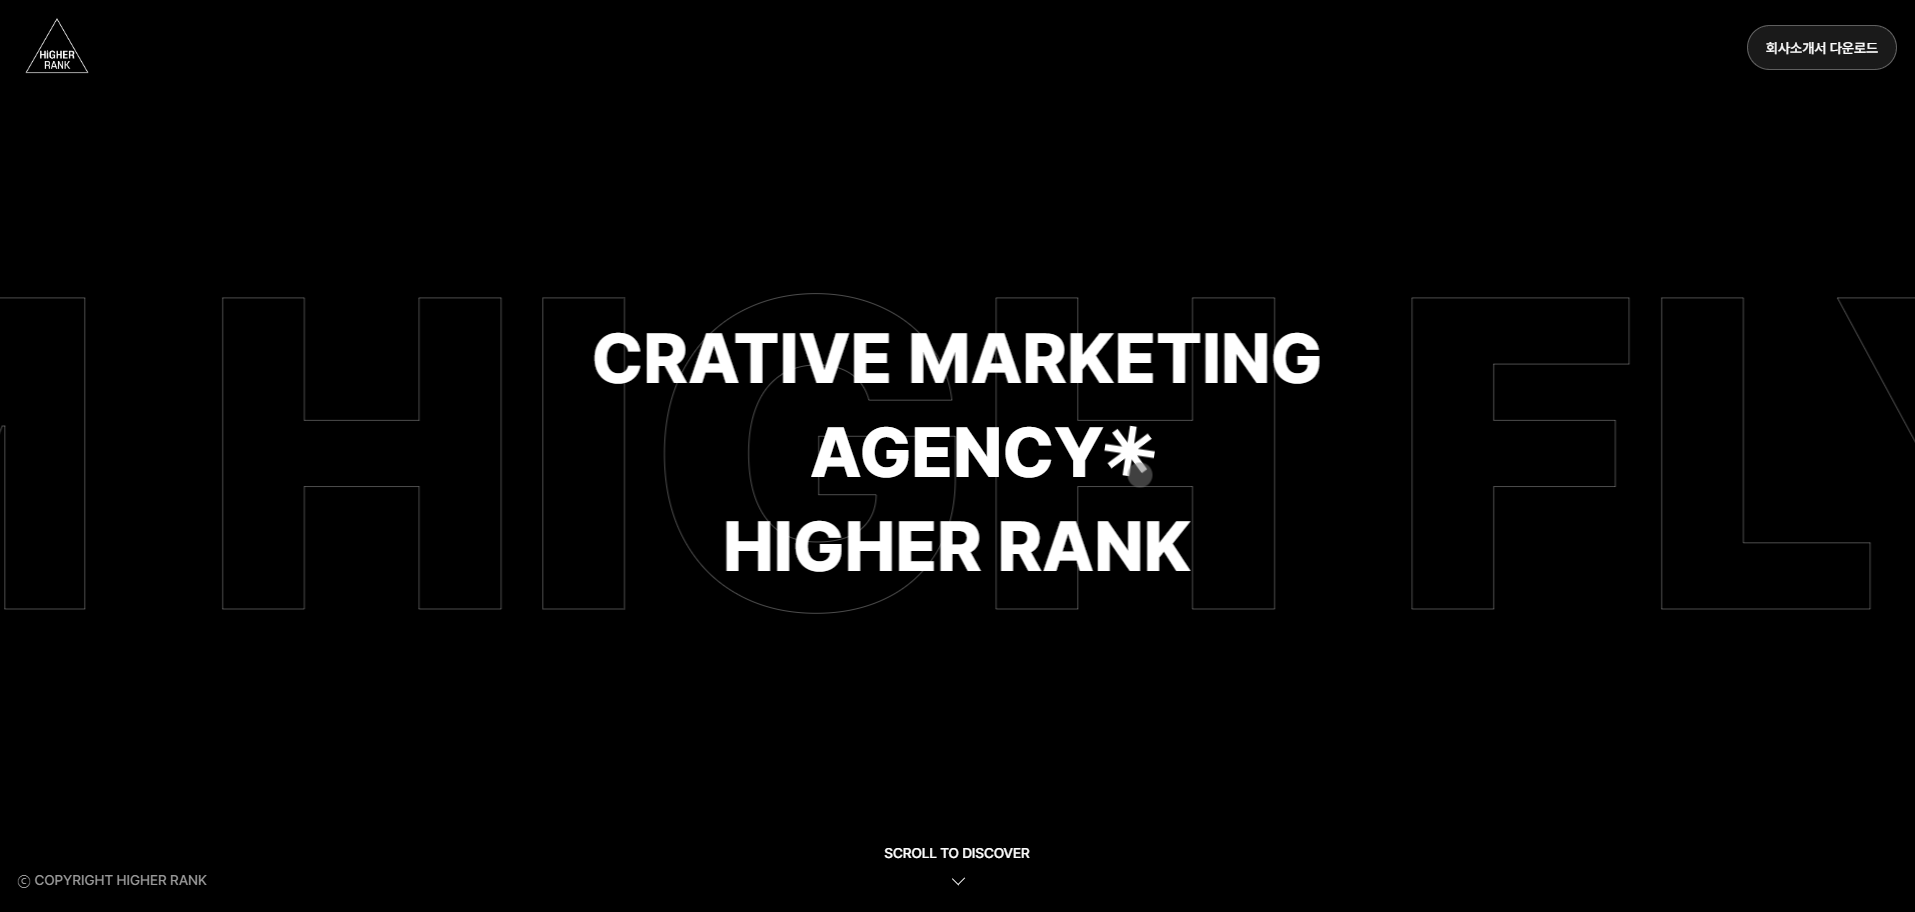 HiGHER
RANK
회사소개서 다운로드
HIGH FLY
CRATIVE MARKETING
AGENCY✳
HIGHER RANK
SCROLL TO DISCOVER
ⓒ COPYRIGHT HIGHER RANK